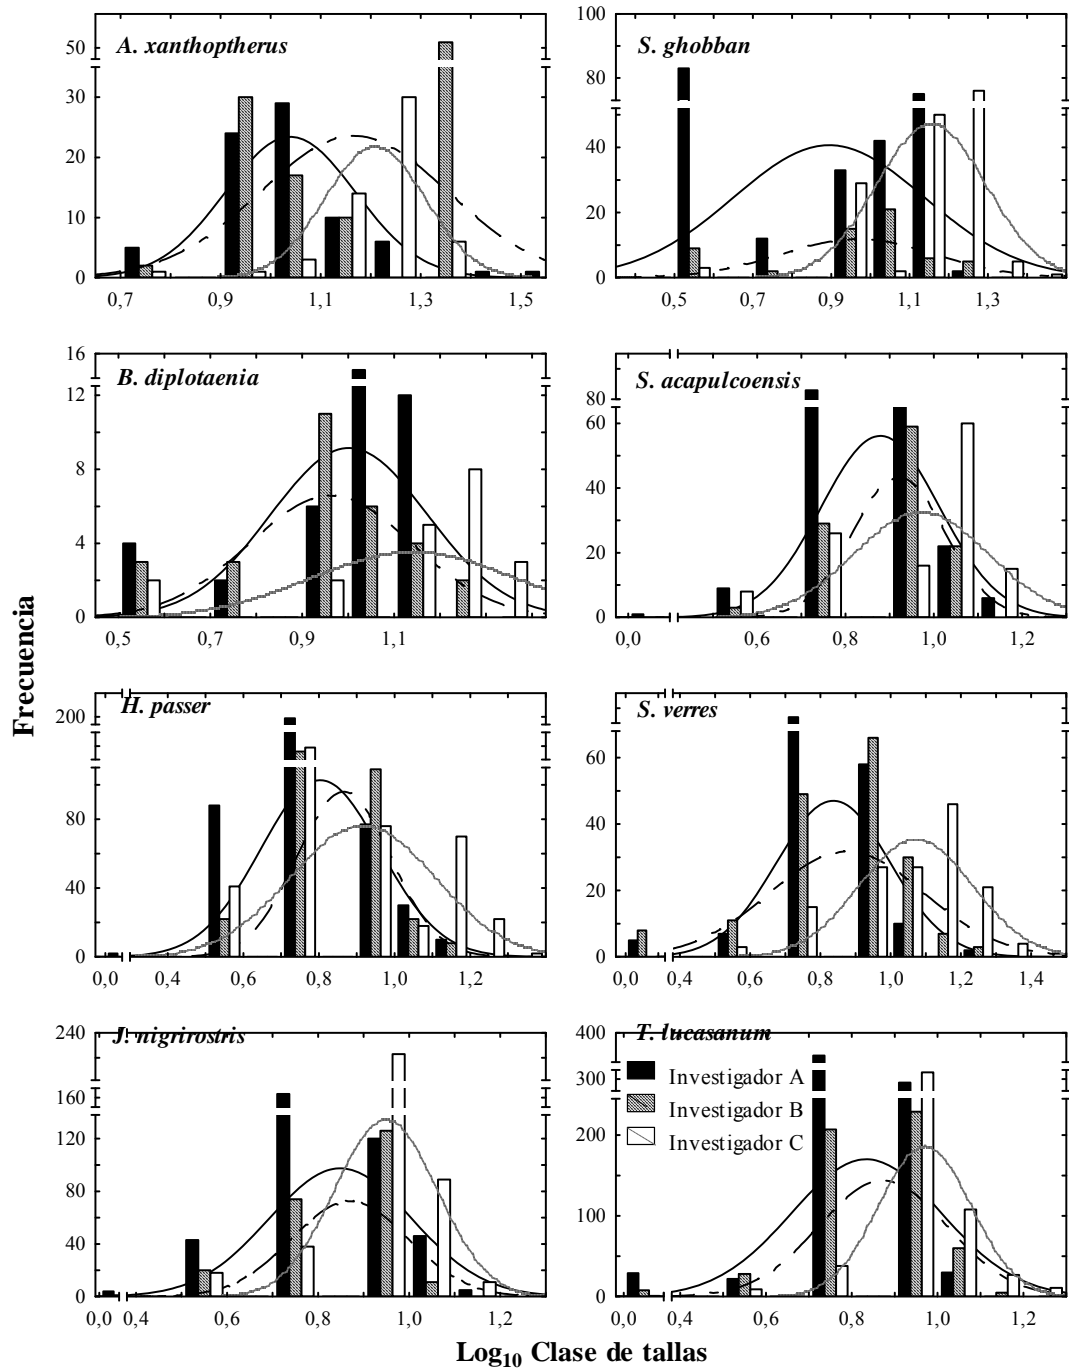 A. xanthoptherus
50
30
20
10
0
0,7 0,9 1,1 1,3 1,5
S. ghobban
100
80
40
20
0
0,5 0,7 0,9 1,1 1,3
B. diplotaenia
16
12
8
4
0
0,5 0,7 0,9 1,1
S. acapulcoensis
80
60
40
20
0
0,0 0,6 0,8 1,0 1,2
Frecuencia
H. passer
200
80
40
0
0,0 0,4 0,6 0,8 1,0 1,2
S. verres
60
40
20
0
0,0 0,4 0,6 0,8 1,0 1,2 1,4
J. nigrirostris
240
160
120
80
40
0
0,0 0,4 0,6 0,8 1,0 1,2
T. lucasanum
400
300
200
100
0
0,0 0,4 0,6 0,8 1,0 1,2
Investigador A
Investigador B
Investigador C
Log10 Clase de tallas